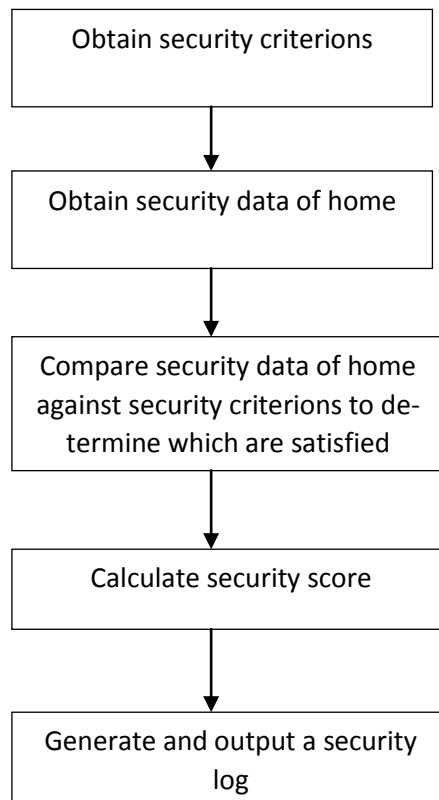 Obtain security criterions
Obtain security data of home
Compare security data of home
against security criterions to de-
termine which are satisfied
Calculate security score
Generate and output a security
log